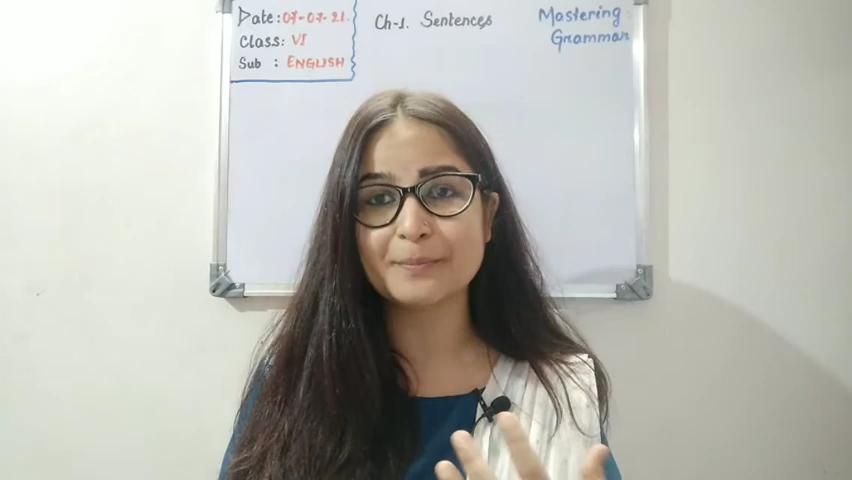 Date: 07-07-21.
Class: VI
Sub : ENGLISH
Ch-1. Sentences
Mastering
Grammar